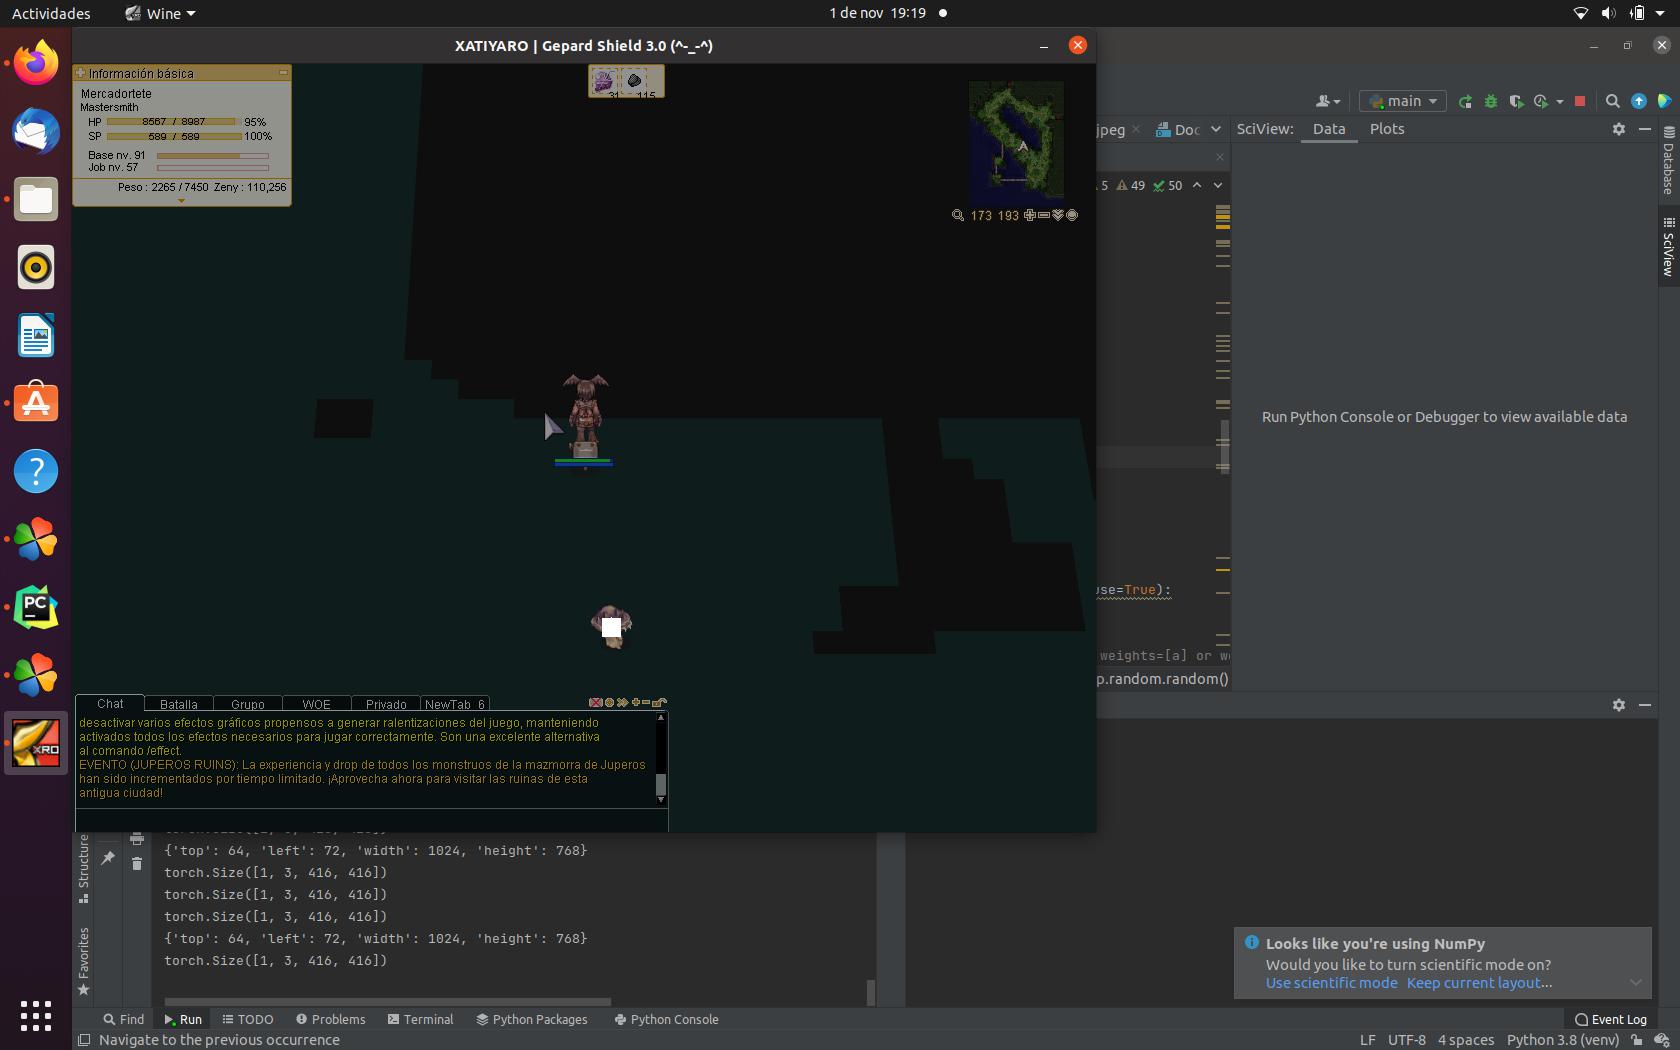 Actividades
Wine
1 de nov 19:19
XATIYARO | Gepard Shield 3.0 (^-_-^)
Información básica
Mercadortete
Mastersmith
HP 8567 / 8987 95%
SP 589 / 589 100%
Base nv. 91
Job nv. 57
Peso : 2265 / 7450 Zeny : 110,256
31 115
173 193
main
jpeg
Doc
SciView: Data Plots
5 49 50
Database
SciView
Run Python Console or Debugger to view available data
use=True):
weights=[a] or we
p.random.random()
Chat Batalla Grupo WOE Privado NewTab_6
desactivar varios efectos gráficos propensos a generar ralentizaciones del juego, manteniendo
activados todos los efectos necesarios para jugar correctamente. Son una excelente alternativa
al comando /effect.
EVENTO (JUPEROS RUINS): La experiencia y drop de todos los monstruos de la mazmorra de Juperos
han sido incrementados por tiempo limitado. ¡Aprovecha ahora para visitar las ruinas de esta
antigua ciudad!
PC
XRO
Structure
Favorites
{'top': 64, 'left': 72, 'width': 1024, 'height': 768}
torch.Size([1, 3, 416, 416])
torch.Size([1, 3, 416, 416])
torch.Size([1, 3, 416, 416])
{'top': 64, 'left': 72, 'width': 1024, 'height': 768}
torch.Size([1, 3, 416, 416])
Looks like you're using NumPy
Would you like to turn scientific mode on?
Use scientific mode Keep current layout...
Find Run TODO Problems Terminal Python Packages Python Console Event Log
Navigate to the previous occurrence
LF UTF-8 4 spaces Python 3.8 (venv)